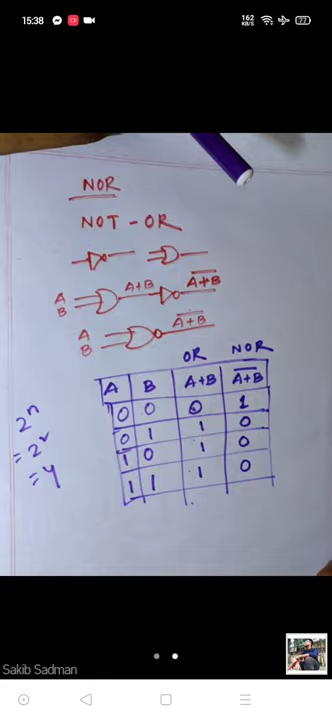 15:38
162
KB/S
77
NOR
NOT - OR
A
B
A+B
A̅+̅B̅
A
B
A̅+̅B̅
OR NOR
A B A+B A̅+̅B̅
0 0 0 1
0 1 1 0
1 0 1 0
1 1 1 0
2ⁿ
= 2²
= 4
Sakib Sadman